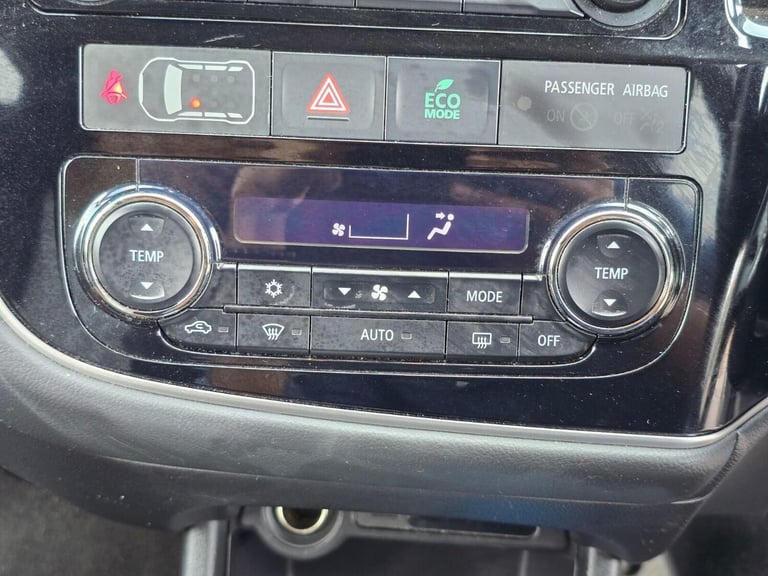 ECO
MODE
PASSENGER AIRBAG
ON OFF
TEMP
TEMP
MODE
AUTO
OFF